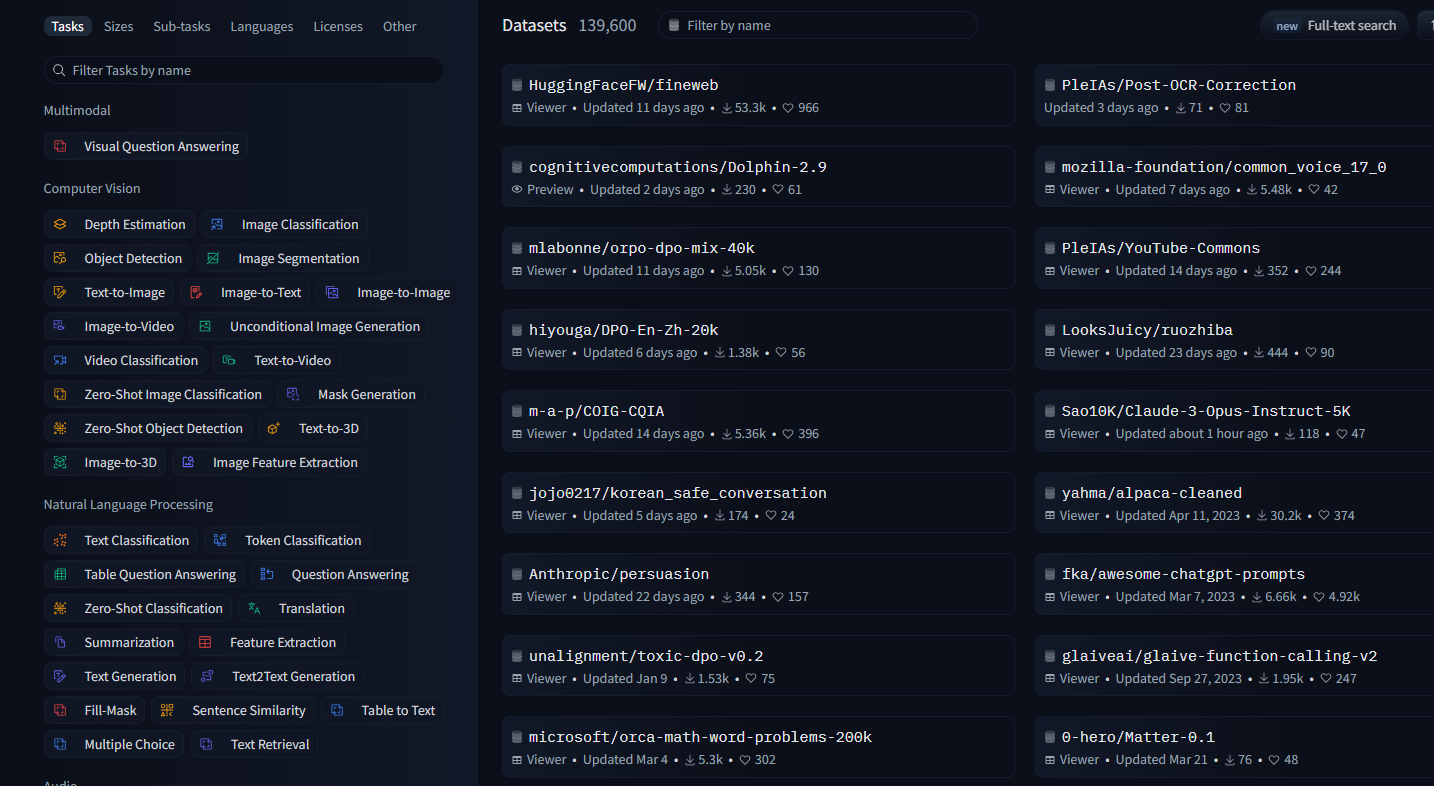 Tasks Sizes Sub-tasks Languages Licenses Other
Filter Tasks by name
Multimodal
Visual Question Answering
Computer Vision
Depth Estimation Image Classification
Object Detection Image Segmentation
Text-to-Image Image-to-Text Image-to-Image
Image-to-Video Unconditional Image Generation
Video Classification Text-to-Video
Zero-Shot Image Classification Mask Generation
Zero-Shot Object Detection Text-to-3D
Image-to-3D Image Feature Extraction
Natural Language Processing
Text Classification Token Classification
Table Question Answering Question Answering
Zero-Shot Classification Translation
Summarization Feature Extraction
Text Generation Text2Text Generation
Fill-Mask Sentence Similarity Table to Text
Multiple Choice Text Retrieval
Audio
Datasets 139,600 Filter by name new Full-text search
HuggingFaceFW/fineweb
Viewer • Updated 11 days ago • 53.3k • 966
PleIAs/Post-OCR-Correction
Updated 3 days ago • 71 • 81
cognitivecomputations/Dolphin-2.9
Preview • Updated 2 days ago • 230 • 61
mozilla-foundation/common_voice_17_0
Viewer • Updated 7 days ago • 5.48k • 42
mlabonne/orpo-dpo-mix-40k
Viewer • Updated 11 days ago • 5.05k • 130
PleIAs/YouTube-Commons
Viewer • Updated 14 days ago • 352 • 244
hiyouga/DPO-En-Zh-20k
Viewer • Updated 6 days ago • 1.38k • 56
LooksJuicy/ruozhiba
Viewer • Updated 23 days ago • 444 • 90
m-a-p/COIG-CQIA
Viewer • Updated 14 days ago • 5.36k • 396
Sao10K/Claude-3-Opus-Instruct-5K
Viewer • Updated about 1 hour ago • 118 • 47
jojo0217/korean_safe_conversation
Viewer • Updated 5 days ago • 174 • 24
yahma/alpaca-cleaned
Viewer • Updated Apr 11, 2023 • 30.2k • 374
Anthropic/persuasion
Viewer • Updated 22 days ago • 344 • 157
fka/awesome-chatgpt-prompts
Viewer • Updated Mar 7, 2023 • 6.66k • 4.92k
unalignment/toxic-dpo-v0.2
Viewer • Updated Jan 9 • 1.53k • 75
glaiveai/glaive-function-calling-v2
Viewer • Updated Sep 27, 2023 • 1.95k • 247
microsoft/orca-math-word-problems-200k
Viewer • Updated Mar 4 • 5.3k • 302
0-hero/Matter-0.1
Viewer • Updated Mar 21 • 76 • 48